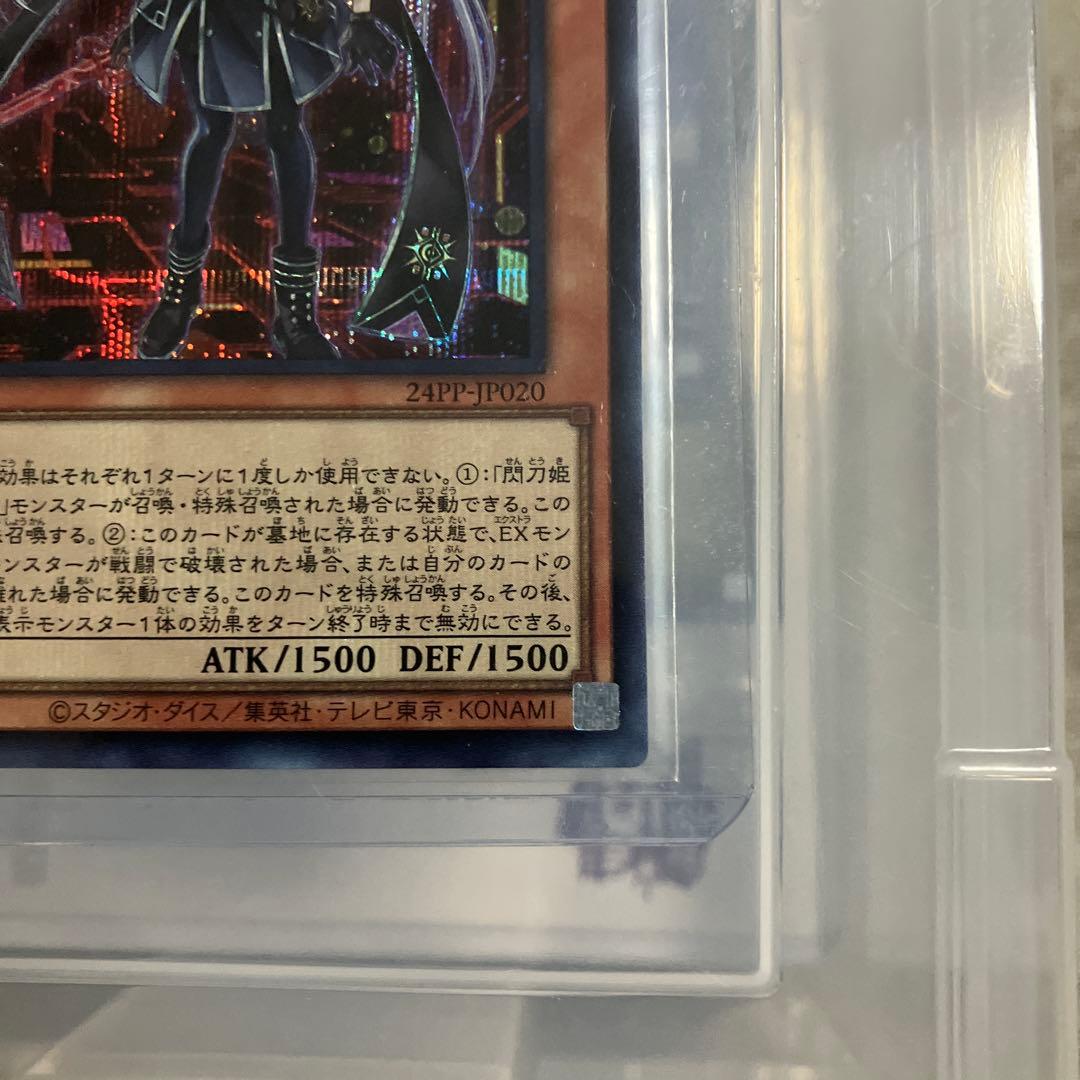 24PP-JP020
効果はそれぞれ1ターンに1度しか使用できない。①:「閃刀姫
」モンスターが召喚・特殊召喚された場合に発動できる。この
召喚する。②:このカードが墓地に存在する状態で、EXモン
ンスターが戦闘で破壊された場合、または自分のカードの
れた場合に発動できる。このカードを特殊召喚する。その後、
表示モンスター1体の効果をターン終了時まで無効にできる。
ATK/1500 DEF/1500
©スタジオ・ダイス/集英社・テレビ東京・KONAMI